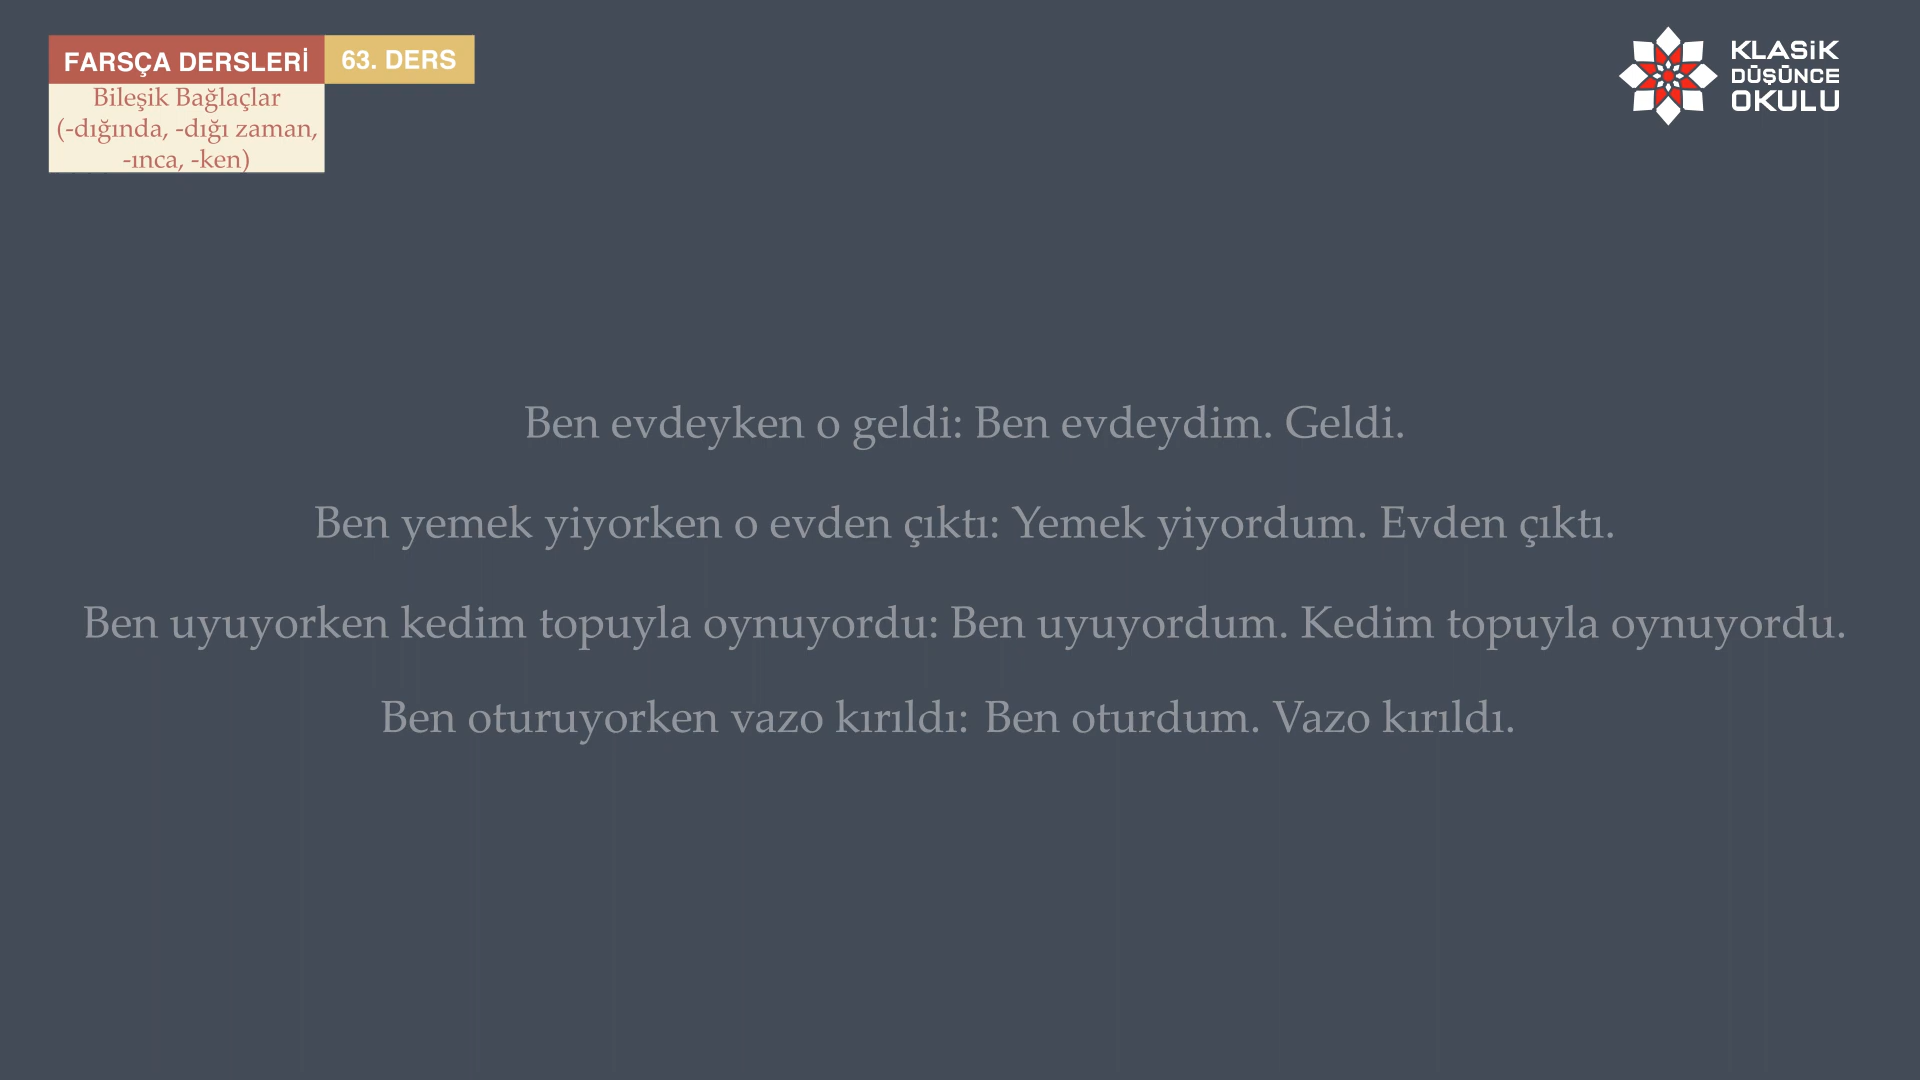 FARSÇA DERSLERİ
63. DERS
Bileşik Bağlaçlar
(-dığında, -dığı zaman,
-ınca, -ken)
KLASiK
DÜŞÜNCE
OKULU
Ben evdeyken o geldi: Ben evdeydim. Geldi.
Ben yemek yiyorken o evden çıktı: Yemek yiyordum. Evden çıktı.
Ben uyuyorken kedim topuyla oynuyordu: Ben uyuyordum. Kedim topuyla oynuyordu.
Ben oturuyorken vazo kırıldı: Ben oturdum. Vazo kırıldı.